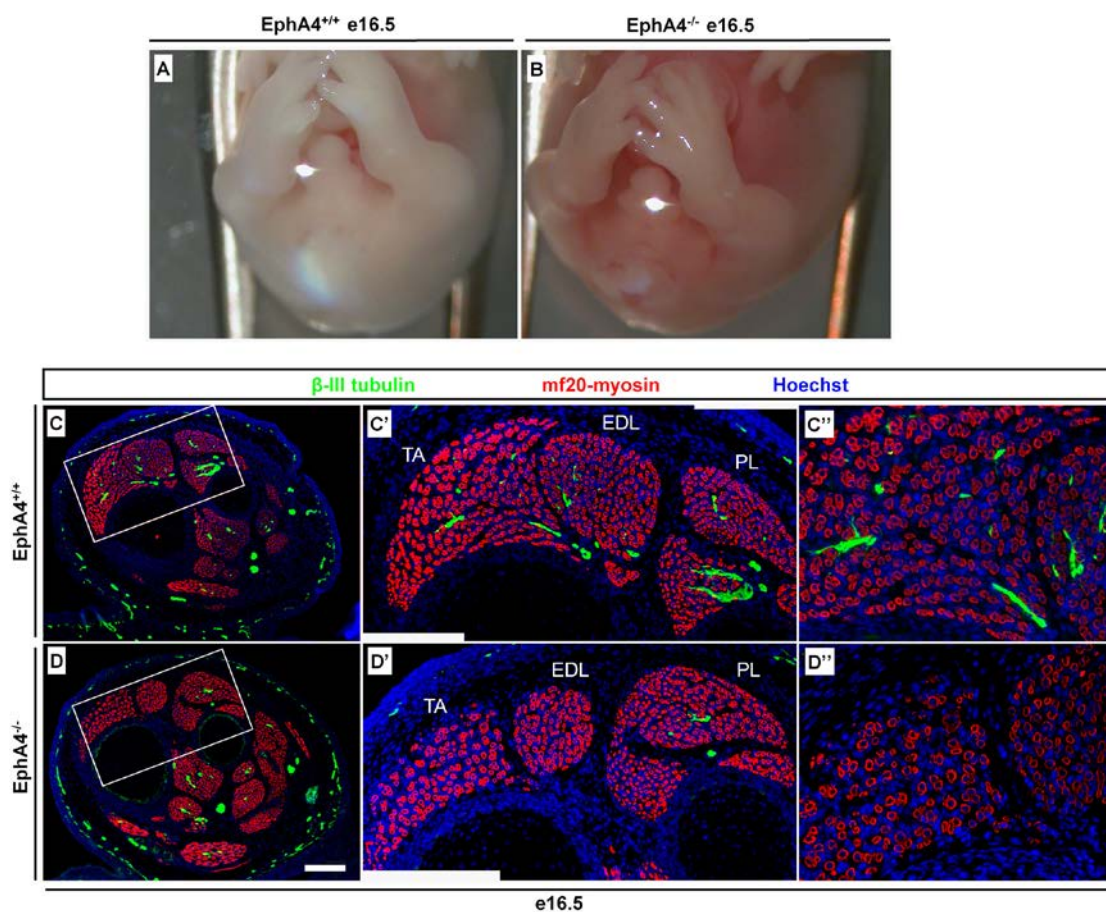 EphA4+/+ e16.5
EphA4-/- e16.5
A
B
β-III tubulin mf20-myosin Hoechst
EphA4+/+
C
C'
TA
EDL
PL
C''
EphA4-/-
D
D'
TA
EDL
PL
D''
e16.5